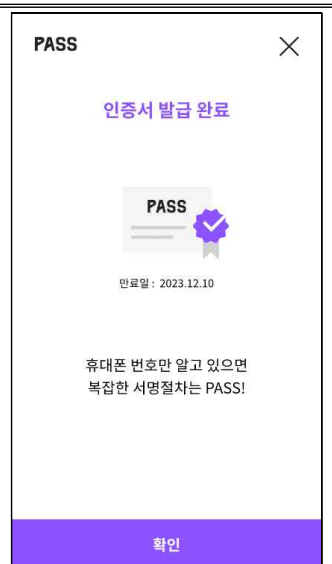 PASS
인증서 발급 완료
PASS
만료일 : 2023.12.10
휴대폰 번호만 알고 있으면
복잡한 서명절차는 PASS!
확인